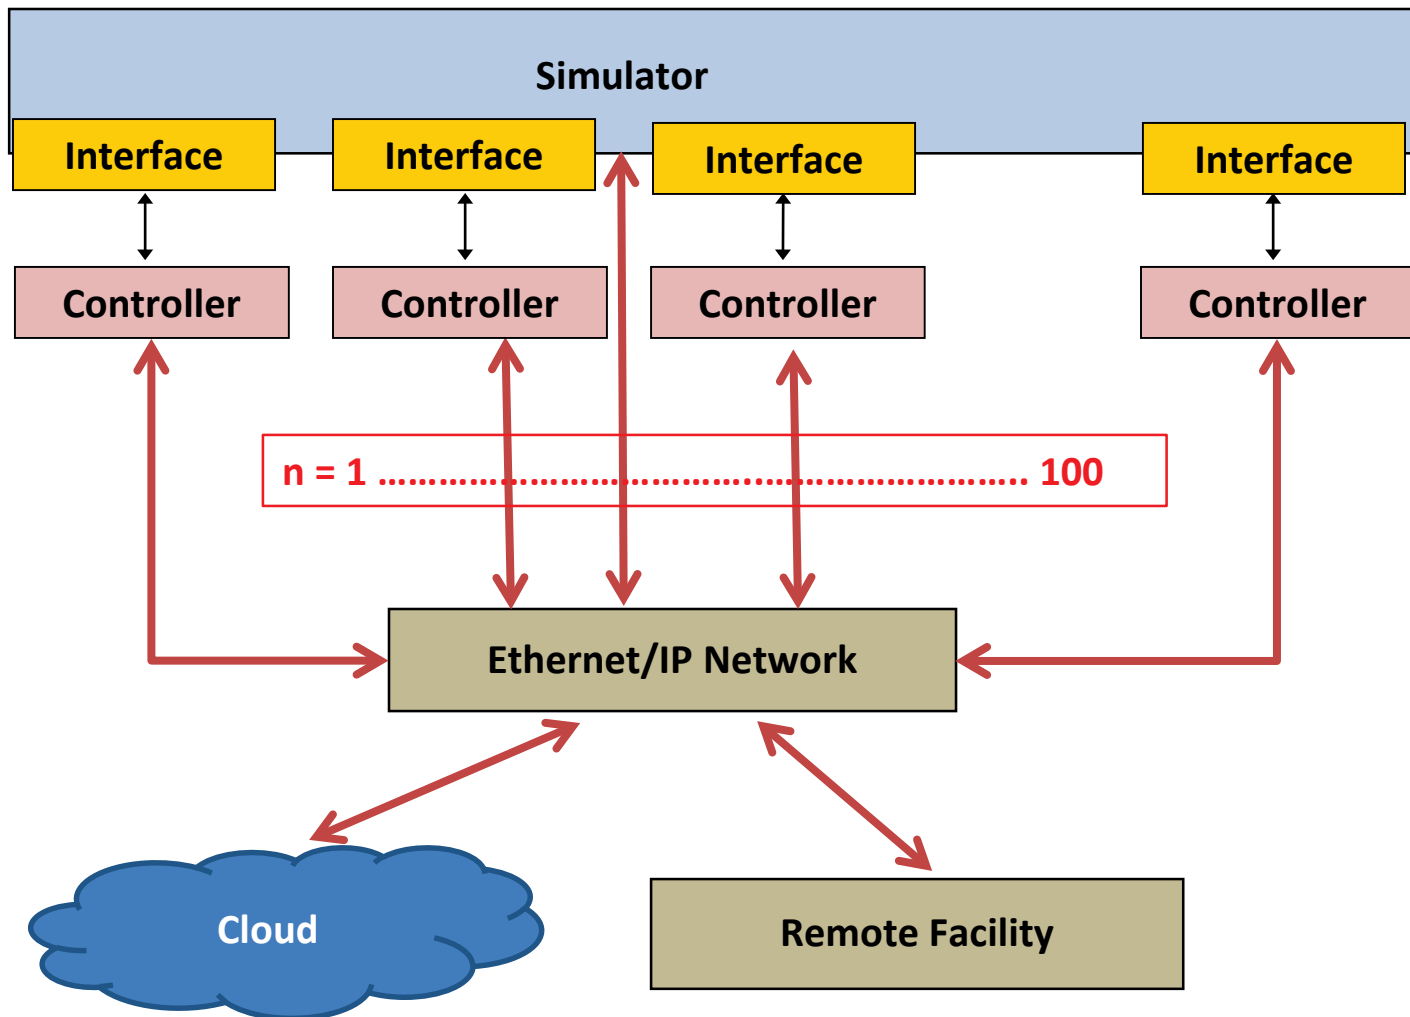 Simulator
Interface
Interface
Interface
Interface
Controller
Controller
Controller
Controller
n = 1 ……………………………………………………………… 100
Ethernet/IP Network
Cloud
Remote Facility